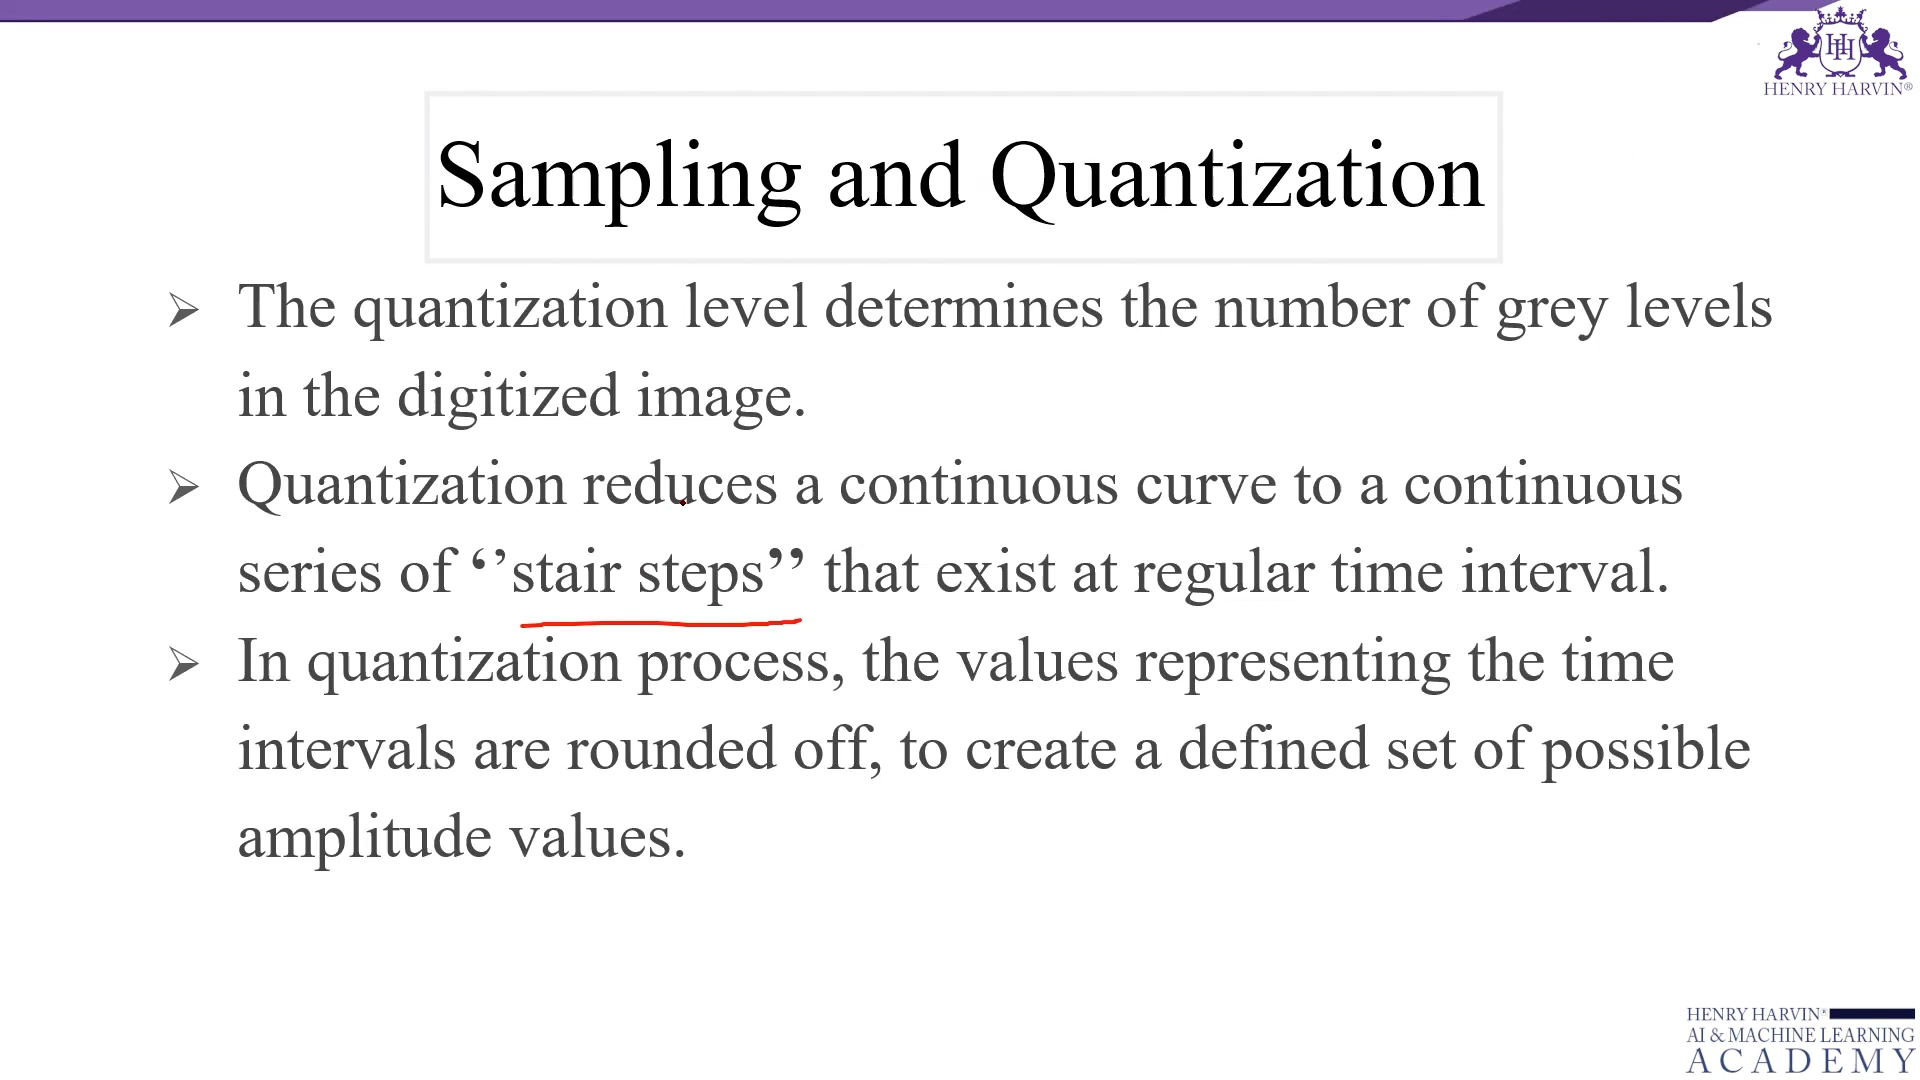 HENRY HARVIN®
Sampling and Quantization
➢ The quantization level determines the number of grey levels
in the digitized image.
➢ Quantization reduces a continuous curve to a continuous
series of ‘’stair steps’’ that exist at regular time interval.
➢ In quantization process, the values representing the time
intervals are rounded off, to create a defined set of possible
amplitude values.
HENRY HARVIN®
AI & MACHINE LEARNING
ACADEMY